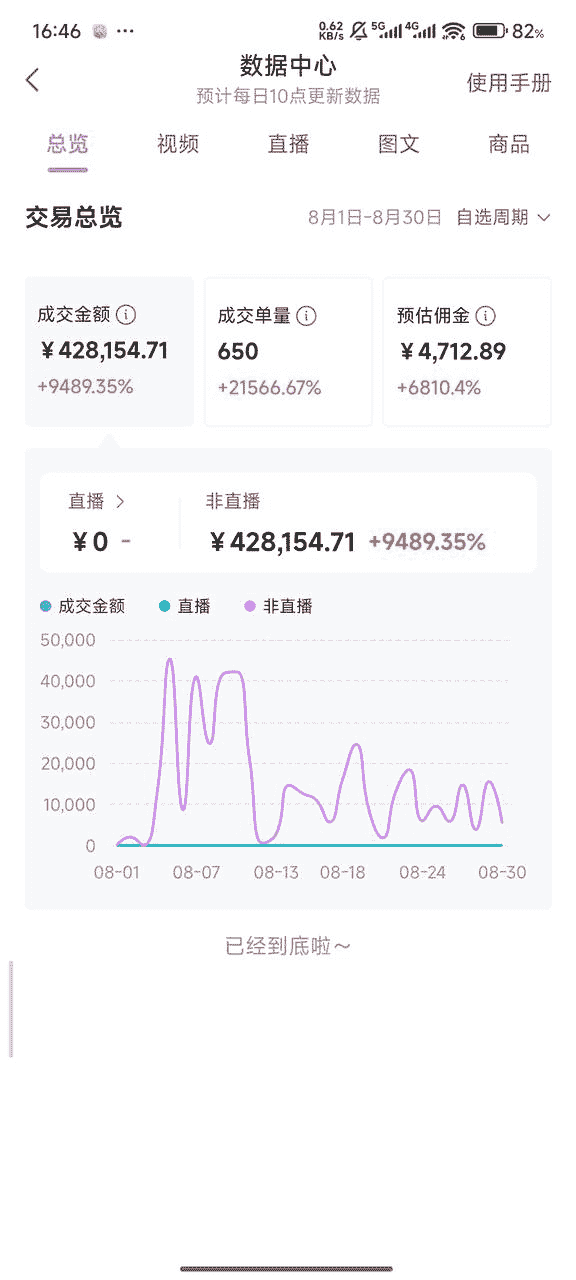 16:46 ··· 0.62 KB/s 5G 4G 6 82%
数据中心
预计每日10点更新数据
使用手册
总览 视频 直播 图文 商品
交易总览 8月1日-8月30日 自选周期
成交金额 成交单量 预估佣金
¥428,154.71 650 ¥4,712.89
+9489.35% +21566.67% +6810.4%
直播 非直播
¥0 - ¥428,154.71 +9489.35%
成交金额 直播 非直播
50,000
40,000
30,000
20,000
10,000
0
08-01 08-07 08-13 08-18 08-24 08-30
已经到底啦~